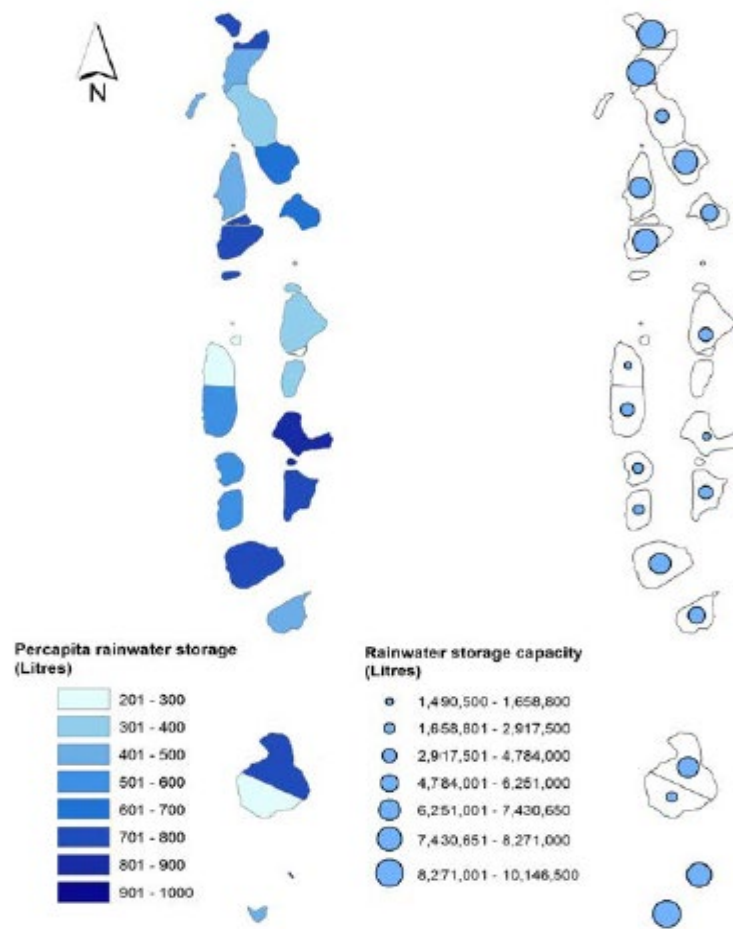 N
Percapita rainwater storage
(Litres)
201 - 300
301 - 400
401 - 500
501 - 600
601 - 700
701 - 800
801 - 900
901 - 1000
Rainwater storage capacity
(Litres)
1,490,500 - 1,658,800
1,658,801 - 2,917,500
2,917,501 - 4,784,000
4,784,001 - 6,251,000
6,251,001 - 7,430,650
7,430,651 - 8,271,000
8,271,001 - 10,146,500